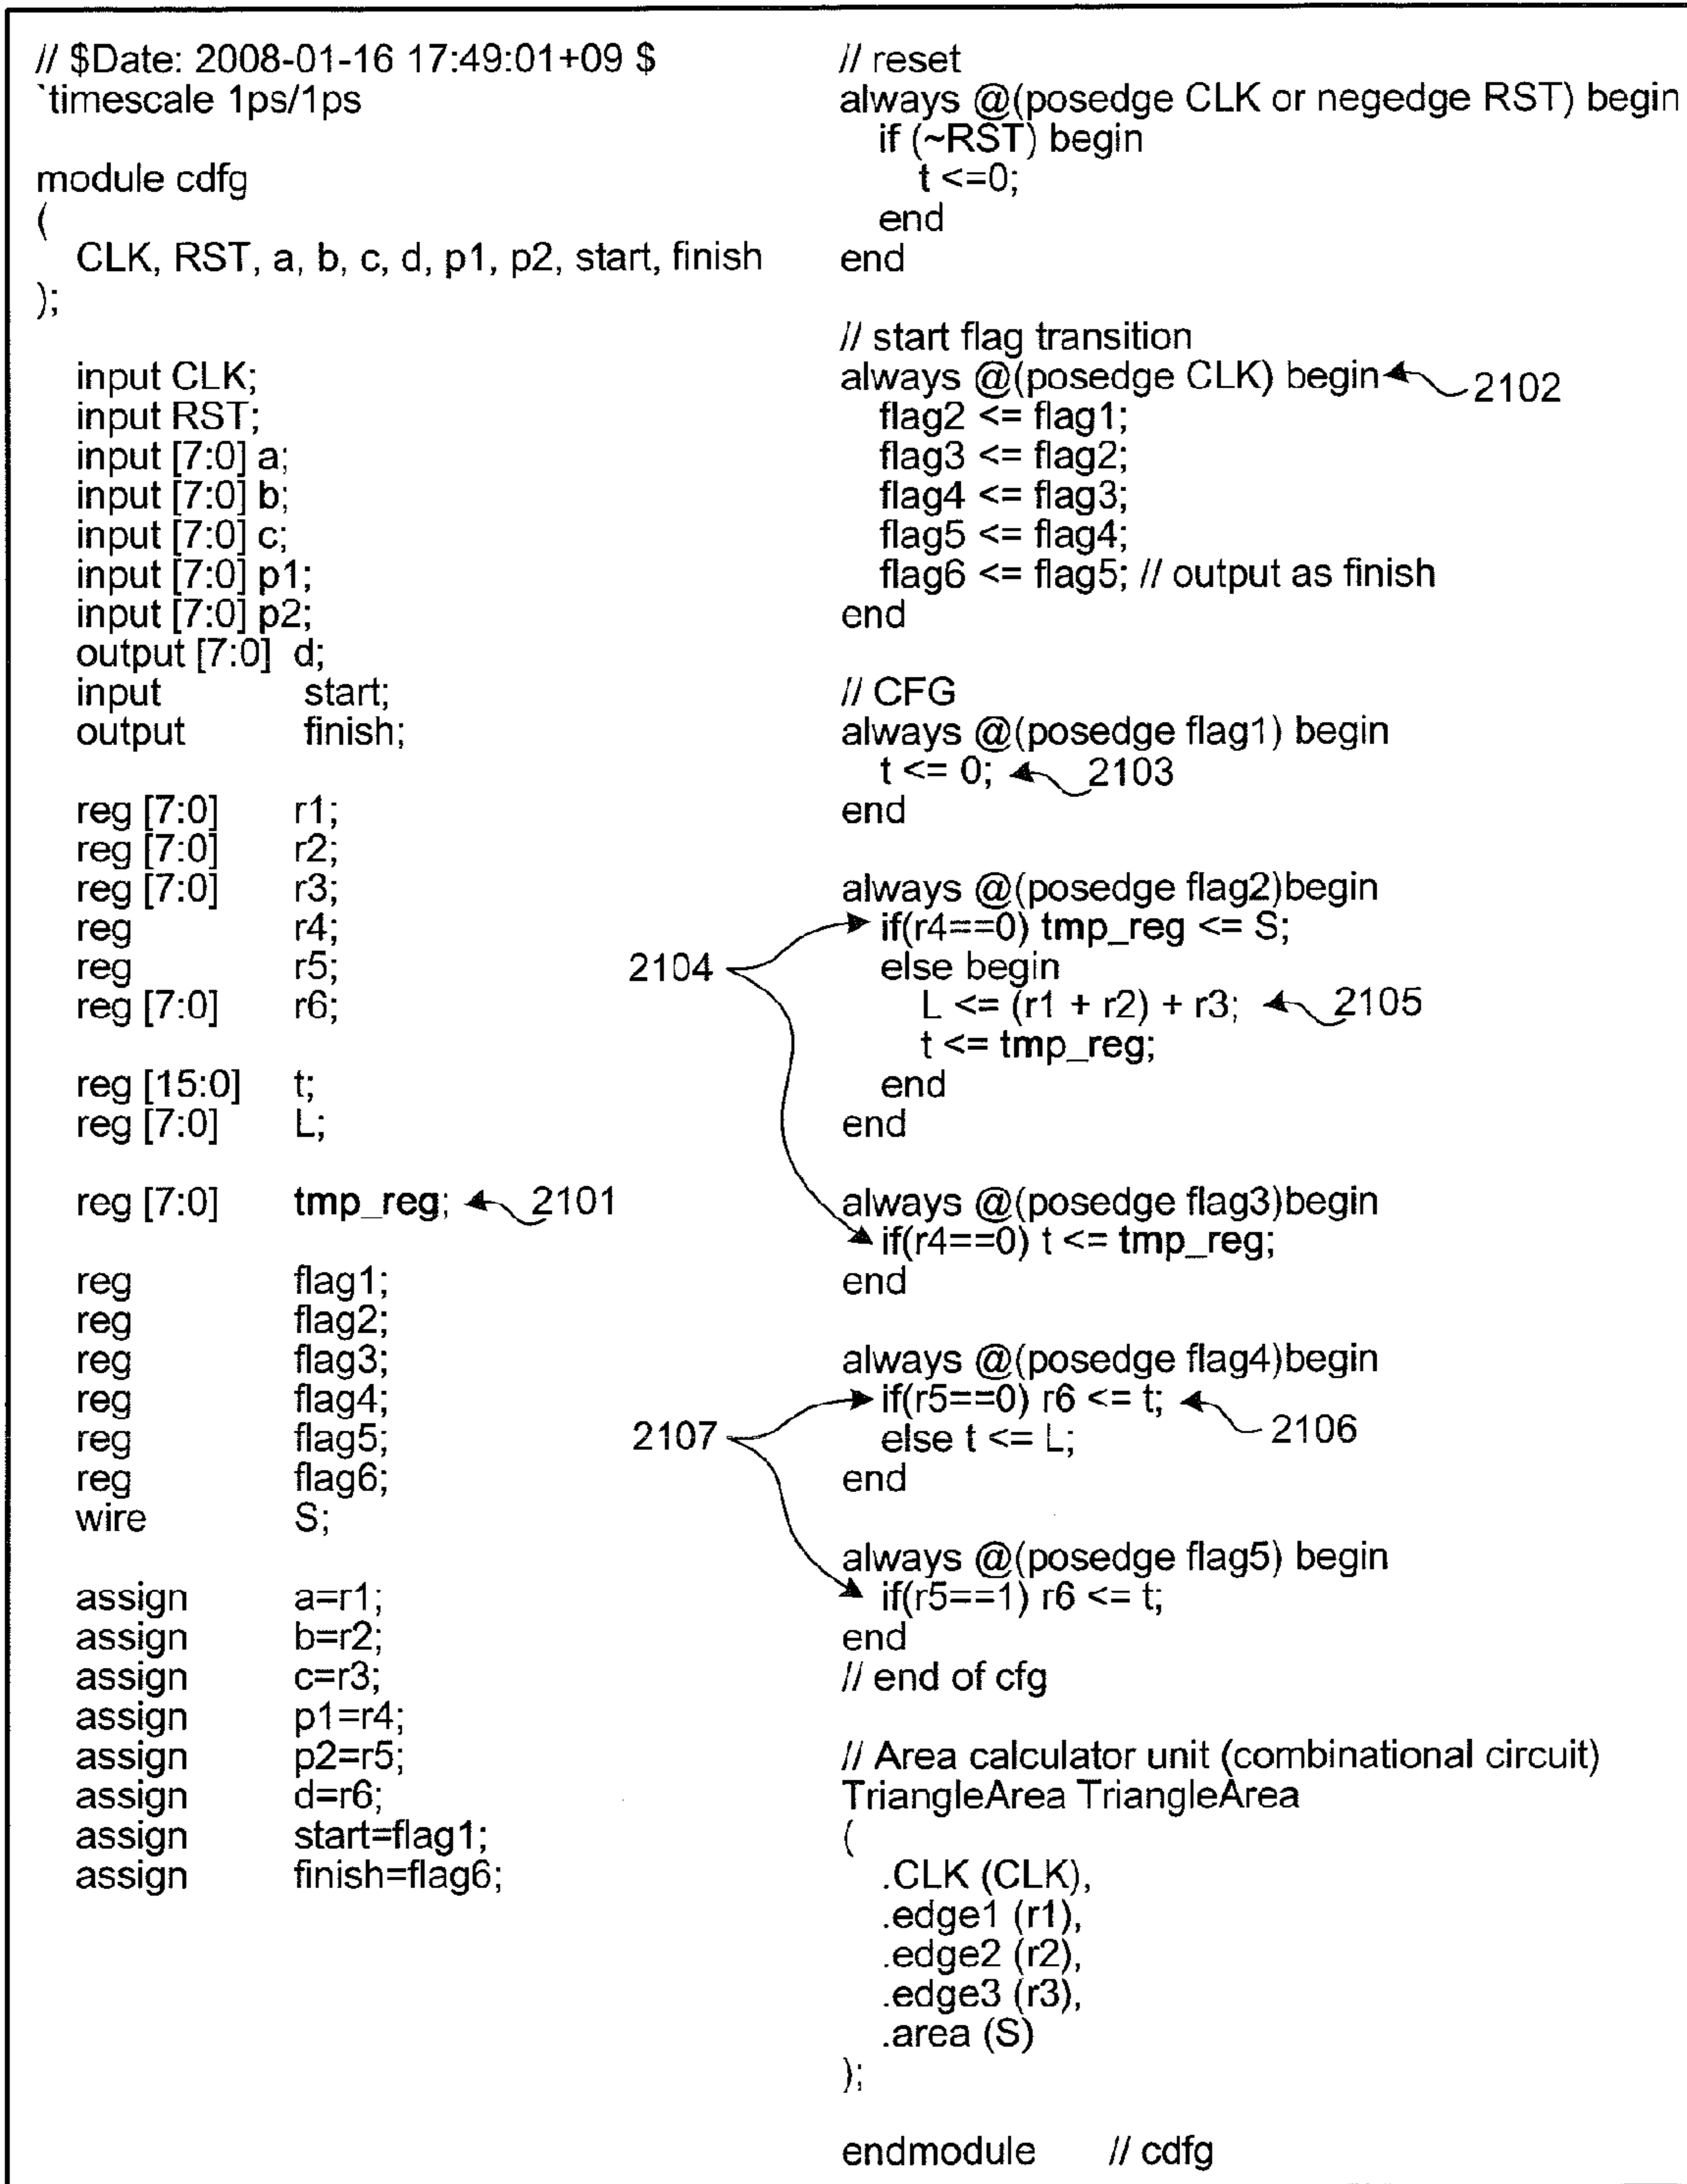 // $Date: 2008-01-16 17:49:01+09 $
`timescale 1ps/1ps
module cdfg
(
CLK, RST, a, b, c, d, p1, p2, start, finish
);
input CLK;
input RST;
input [7:0] a;
input [7:0] b;
input [7:0] c;
input [7:0] p1;
input [7:0] p2;
output [7:0] d;
input start;
output finish;
reg [7:0] r1;
reg [7:0] r2;
reg [7:0] r3;
reg r4;
reg r5;
reg [7:0] r6;
reg [15:0] t;
reg [7:0] L;
reg [7:0] tmp_reg; 2101
reg flag1;
reg flag2;
reg flag3;
reg flag4;
reg flag5;
reg flag6;
wire S;
assign a=r1;
assign b=r2;
assign c=r3;
assign p1=r4;
assign p2=r5;
assign d=r6;
assign start=flag1;
assign finish=flag6;
// reset
always @(posedge CLK or negedge RST) begin
if (~RST) begin
t <=0;
end
end
// start flag transition
always @(posedge CLK) begin 2102
flag2 <= flag1;
flag3 <= flag2;
flag4 <= flag3;
flag5 <= flag4;
flag6 <= flag5; // output as finish
end
// CFG
always @(posedge flag1) begin
t <= 0; 2103
end
always @(posedge flag2)begin
if(r4==0) tmp_reg <= S;
2104 else begin
L <= (r1 + r2) + r3; 2105
t <= tmp_reg;
end
end
always @(posedge flag3)begin
if(r4==0) t <= tmp_reg;
end
always @(posedge flag4)begin
if(r5==0) r6 <= t; 2106
2107 else t <= L;
end
always @(posedge flag5) begin
if(r5==1) r6 <= t;
end
// end of cfg
// Area calculator unit (combinational circuit)
TriangleArea TriangleArea
(
.CLK (CLK),
.edge1 (r1),
.edge2 (r2),
.edge3 (r3),
.area (S)
);
endmodule // cdfg